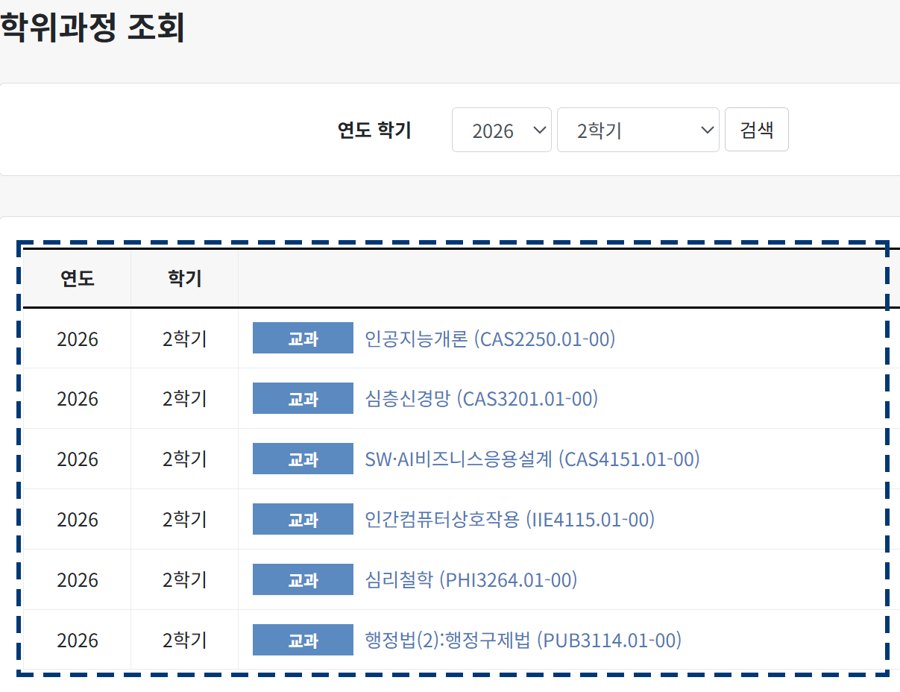 학위과정 조회
연도 학기 2026 2학기 검색
연도 학기
2026 2학기 교과 인공지능개론 (CAS2250.01-00)
2026 2학기 교과 심층신경망 (CAS3201.01-00)
2026 2학기 교과 SW·AI비즈니스응용설계 (CAS4151.01-00)
2026 2학기 교과 인간컴퓨터상호작용 (IIE4115.01-00)
2026 2학기 교과 심리철학 (PHI3264.01-00)
2026 2학기 교과 행정법(2):행정구제법 (PUB3114.01-00)